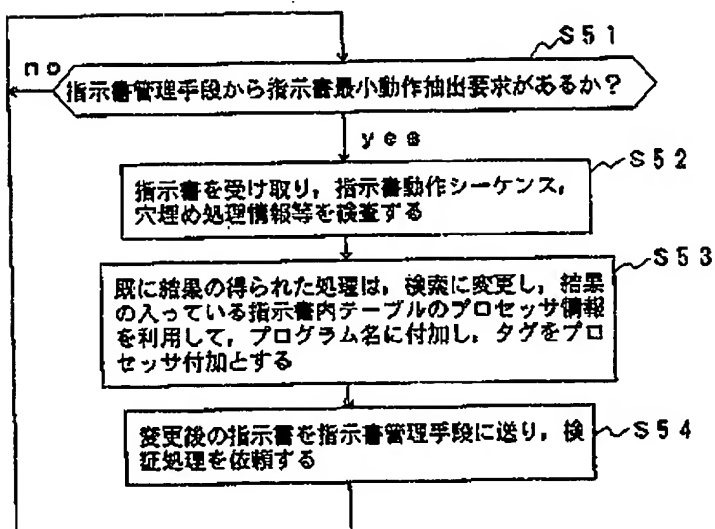 S51
no
指示書管理手段から指示書最小動作抽出要求があるか？
yes
S52
指示書を受け取り，指示書動作シーケンス，
穴埋め処理情報等を検査する
S53
既に結果の得られた処理は，検索に変更し，結果
の入っている指示書内テーブルのプロセッサ情報
を利用して，プログラム名に付加し，タグをプロ
セッサ付加とする
S54
変更後の指示書を指示書管理手段に送り，検
証処理を依頼する